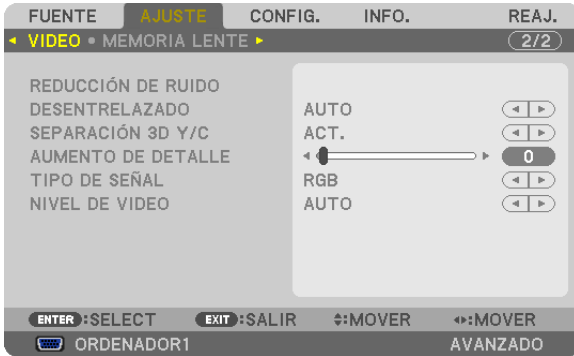 FUENTE AJUSTE CONFIG. INFO. REAJ.
VIDEO • MEMORIA LENTE 2/2
REDUCCIÓN DE RUIDO
DESENTRELAZADO AUTO
SEPARACIÓN 3D Y/C ACT.
AUMENTO DE DETALLE 0
TIPO DE SEÑAL RGB
NIVEL DE VIDEO AUTO
ENTER :SELECT EXIT :SALIR :MOVER :MOVER
ORDENADOR1 AVANZADO